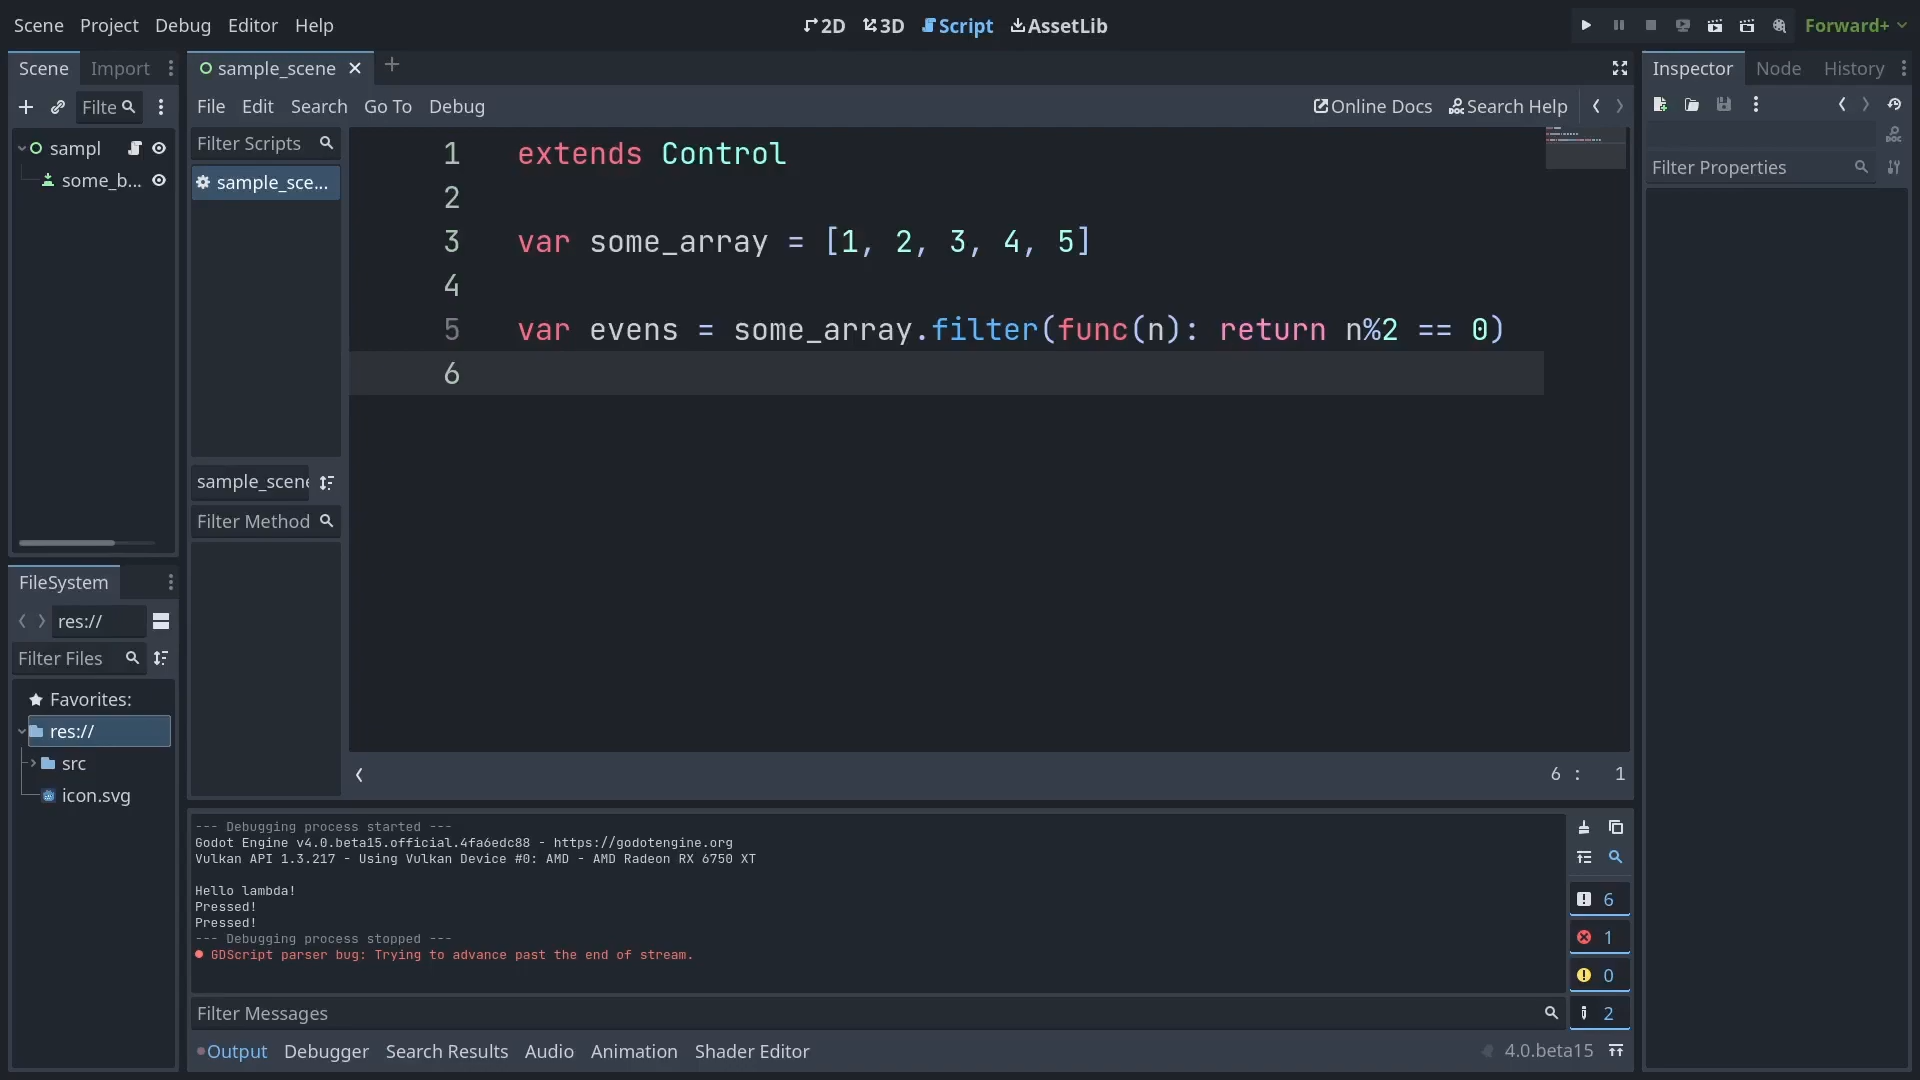 Scene Project Debug Editor Help
2D 3D Script AssetLib
Forward+
Scene Import
Filte
sampl
some_b...
FileSystem
res://
Filter Files
Favorites:
res://
src
icon.svg
sample_scene
File Edit Search Go To Debug
Online Docs Search Help
Filter Scripts
sample_sce...
sample_scene
Filter Method
1 extends Control
2
3 var some_array = [1, 2, 3, 4, 5]
4
5 var evens = some_array.filter(func(n): return n%2 == 0)
6
6 : 1
--- Debugging process started ---
Godot Engine v4.0.beta15.official.4fa6edc88 - https://godotengine.org
Vulkan API 1.3.217 - Using Vulkan Device #0: AMD - AMD Radeon RX 6750 XT
Hello lambda!
Pressed!
Pressed!
--- Debugging process stopped ---
GDScript parser bug: Trying to advance past the end of stream.
6
1
0
2
Filter Messages
Output Debugger Search Results Audio Animation Shader Editor
4.0.beta15
Inspector Node History
Filter Properties